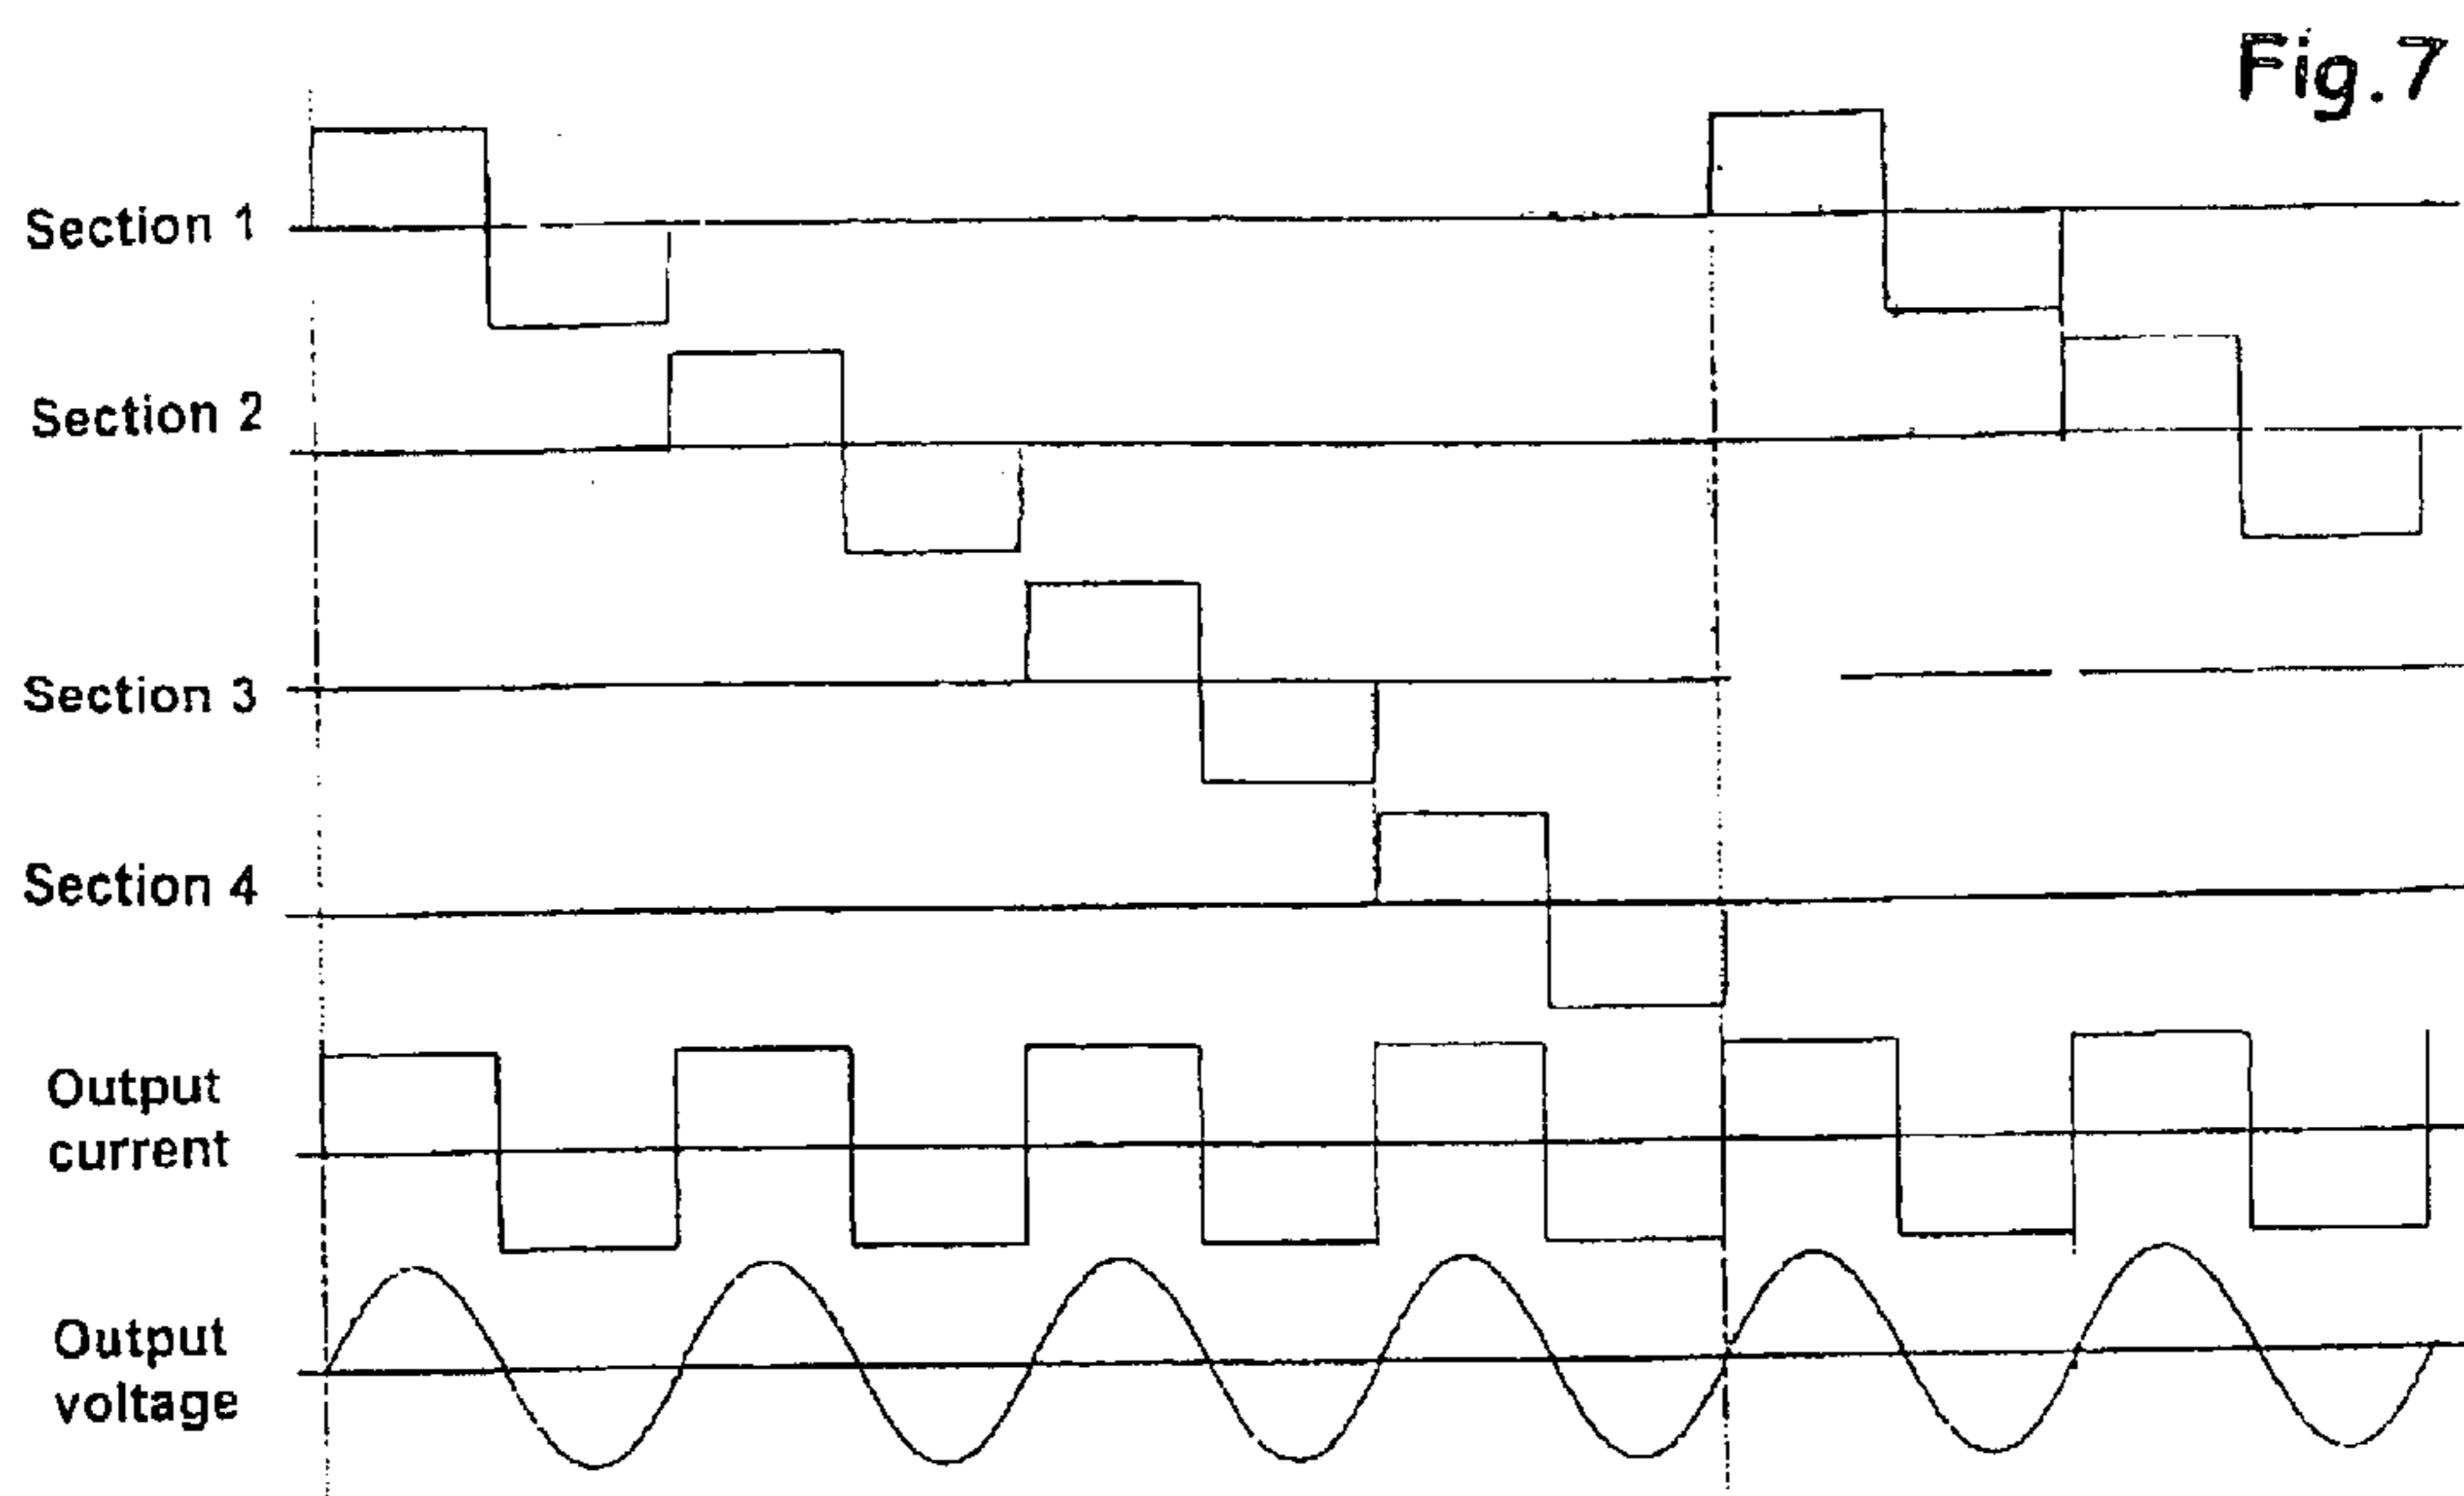 Fig.7
Section 1
Section 2
Section 3
Section 4
Output
current
Output
voltage